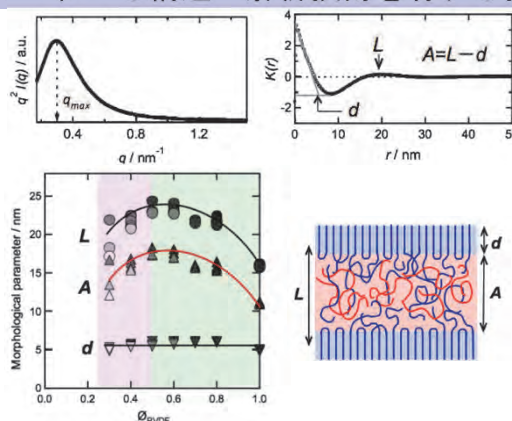 q² I(q) / a.u.
q_max
0.4
0.8
1.2
q / nm⁻¹
K(r)
4
2
0
-2
L
A=L−d
d
0
10
20
30
40
50
r / nm
Morphological parameter / nm
25
20
15
10
5
0
L
A
d
0.0
0.2
0.4
0.6
0.8
1.0
Ø_PVDF
L
d
A